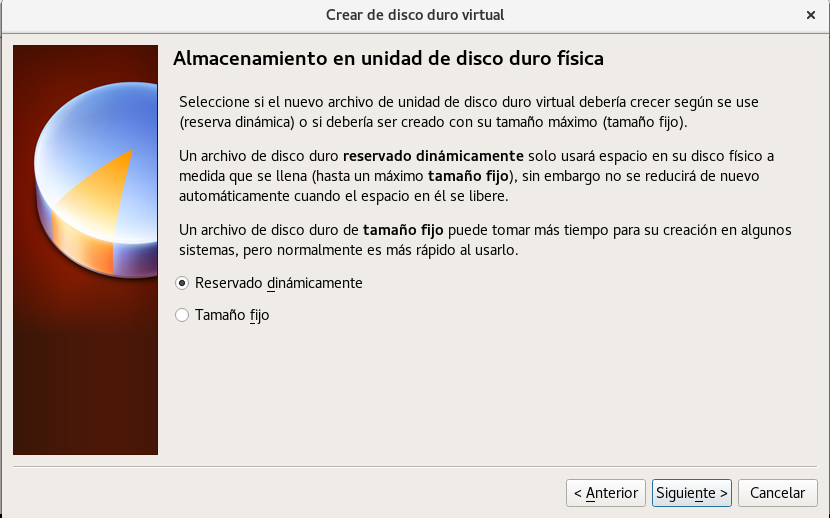 Crear de disco duro virtual
×
Almacenamiento en unidad de disco duro física
Seleccione si el nuevo archivo de unidad de disco duro virtual debería crecer según se use
(reserva dinámica) o si debería ser creado con su tamaño máximo (tamaño fijo).
Un archivo de disco duro reservado dinámicamente solo usará espacio en su disco físico a
medida que se llena (hasta un máximo tamaño fijo), sin embargo no se reducirá de nuevo
automáticamente cuando el espacio en él se libere.
Un archivo de disco duro de tamaño fijo puede tomar más tiempo para su creación en algunos
sistemas, pero normalmente es más rápido al usarlo.
Reservado dinámicamente
Tamaño fijo
< Anterior Siguiente > Cancelar